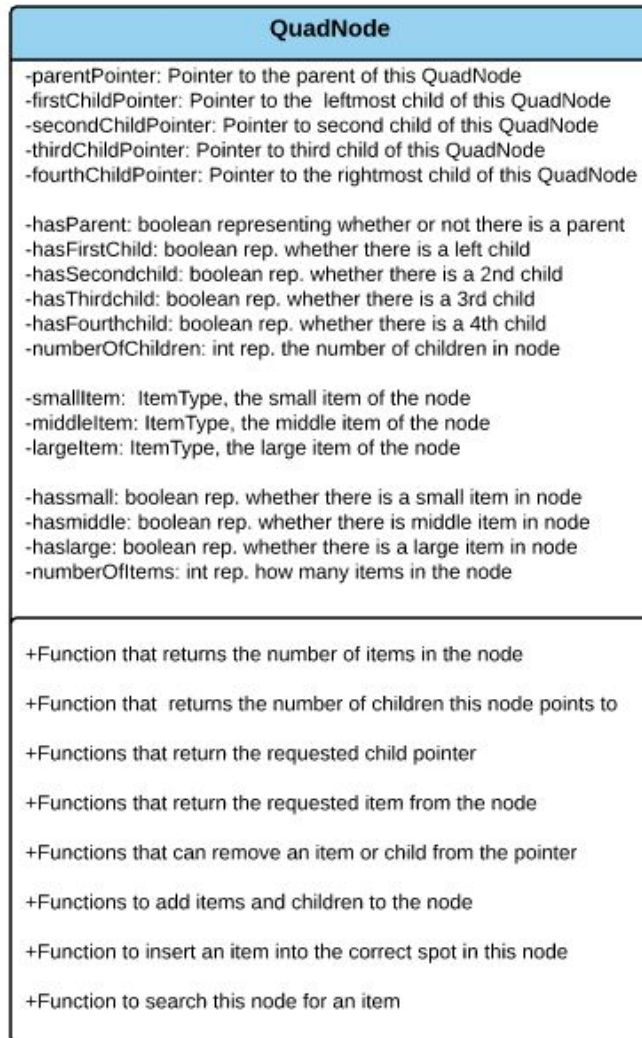 QuadNode
-parentPointer: Pointer to the parent of this QuadNode
-firstChildPointer: Pointer to the leftmost child of this QuadNode
-secondChildPointer: Pointer to second child of this QuadNode
-thirdChildPointer: Pointer to third child of this QuadNode
-fourthChildPointer: Pointer to the rightmost child of this QuadNode
-hasParent: boolean representing whether or not there is a parent
-hasFirstChild: boolean rep. whether there is a left child
-hasSecondchild: boolean rep. whether there is a 2nd child
-hasThirdchild: boolean rep. whether there is a 3rd child
-hasFourthchild: boolean rep. whether there is a 4th child
-numberOfChildren: int rep. the number of children in node
-smallItem: ItemType, the small item of the node
-middleItem: ItemType, the middle item of the node
-largeItem: ItemType, the large item of the node
-hassmall: boolean rep. whether there is a small item in node
-hasmiddle: boolean rep. whether there is middle item in node
-haslarge: boolean rep. whether there is a large item in node
-numberOfItems: int rep. how many items in the node
+Function that returns the number of items in the node
+Function that returns the number of children this node points to
+Functions that return the requested child pointer
+Functions that return the requested item from the node
+Functions that can remove an item or child from the pointer
+Functions to add items and children to the node
+Function to insert an item into the correct spot in this node
+Function to search this node for an item